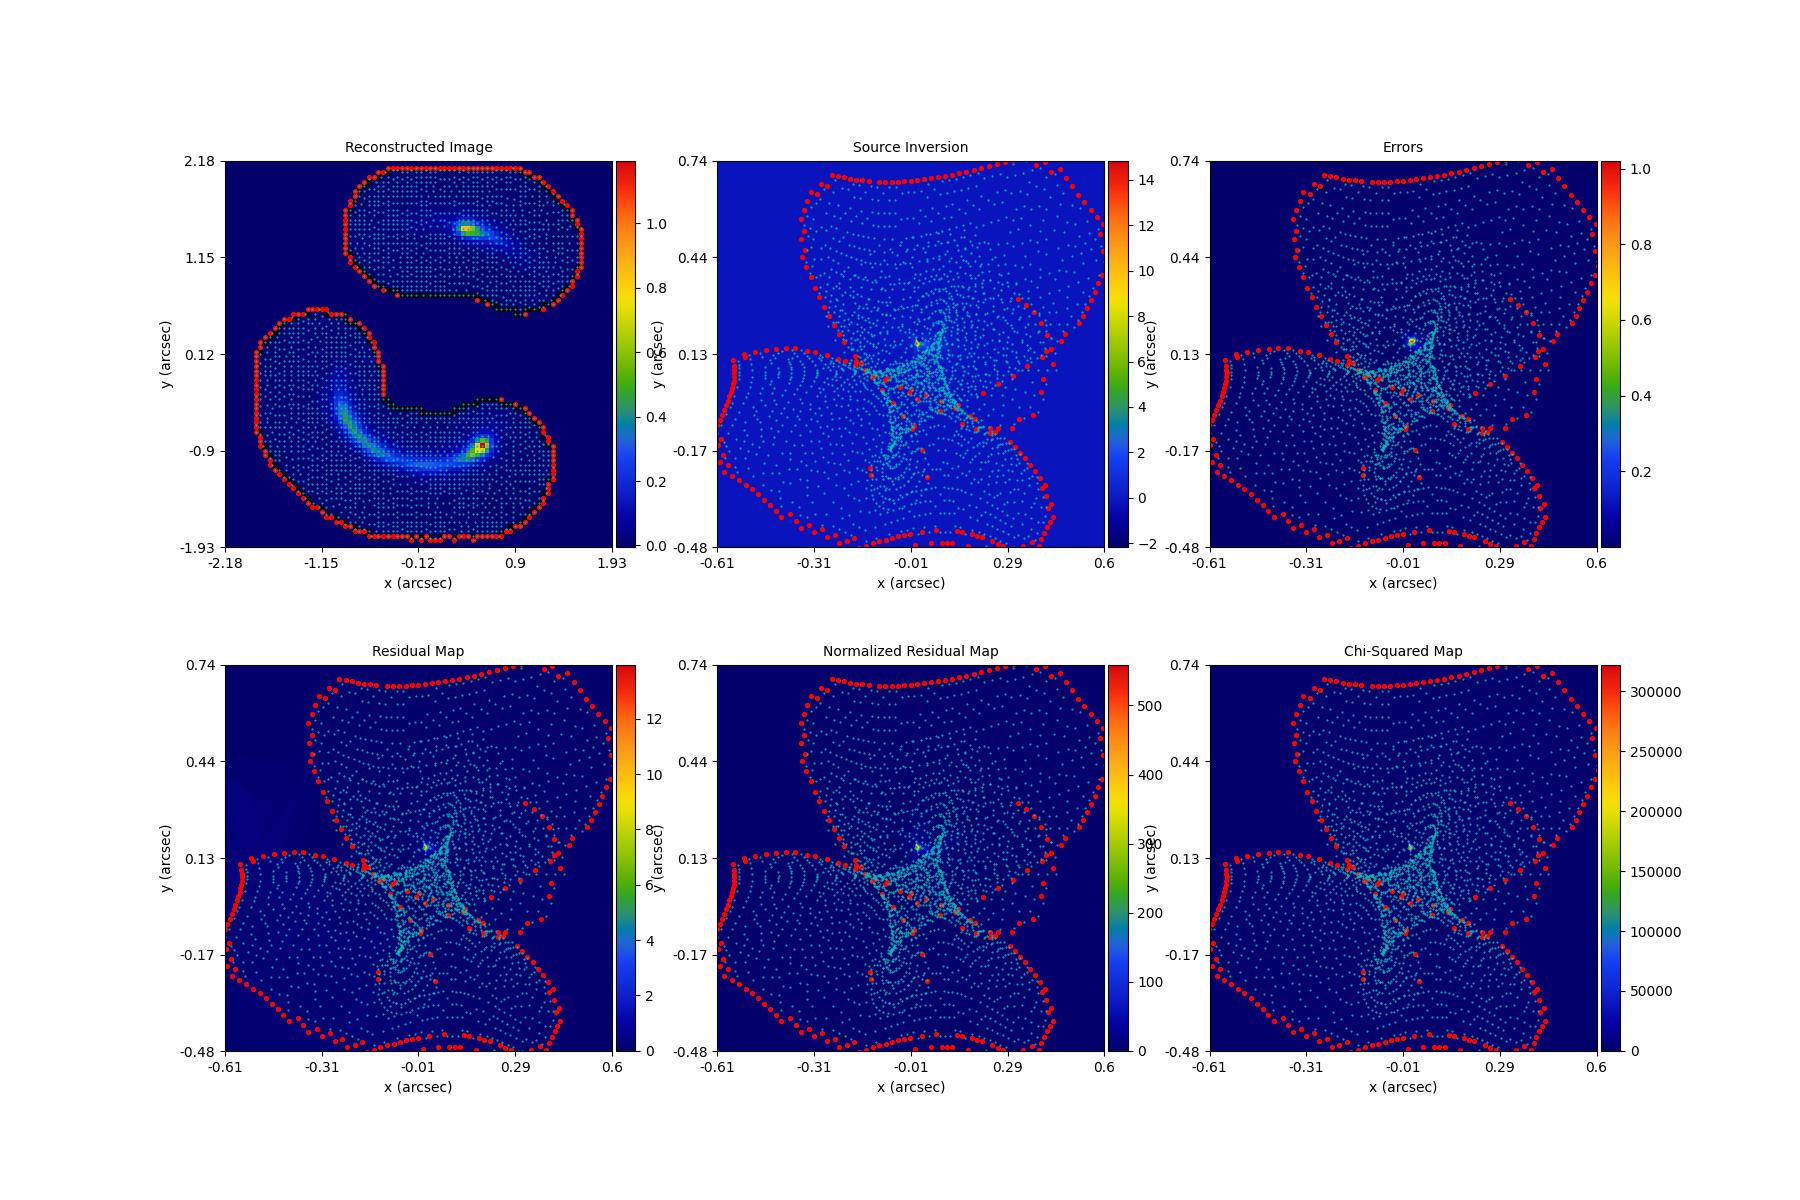 Reconstructed Image
2.18
1.15
0.12
-0.9
-1.93
y (arcsec)
-2.18 -1.15 -0.12 0.9 1.93
x (arcsec)
1.0
0.8
0.6
0.4
0.2
0.0
Source Inversion
0.74
0.44
0.13
-0.17
-0.48
y (arcsec)
-0.61 -0.31 -0.01 0.29 0.6
x (arcsec)
14
12
10
8
6
4
2
0
−2
Errors
0.74
0.44
0.13
-0.17
-0.48
y (arcsec)
-0.61 -0.31 -0.01 0.29 0.6
x (arcsec)
1.0
0.8
0.6
0.4
0.2
Residual Map
0.74
0.44
0.13
-0.17
-0.48
y (arcsec)
-0.61 -0.31 -0.01 0.29 0.6
x (arcsec)
12
10
8
6
4
2
0
Normalized Residual Map
0.74
0.44
0.13
-0.17
-0.48
y (arcsec)
-0.61 -0.31 -0.01 0.29 0.6
x (arcsec)
500
400
300
200
100
0
Chi-Squared Map
0.74
0.44
0.13
-0.17
-0.48
y (arcsec)
-0.61 -0.31 -0.01 0.29 0.6
x (arcsec)
300000
250000
200000
150000
100000
50000
0